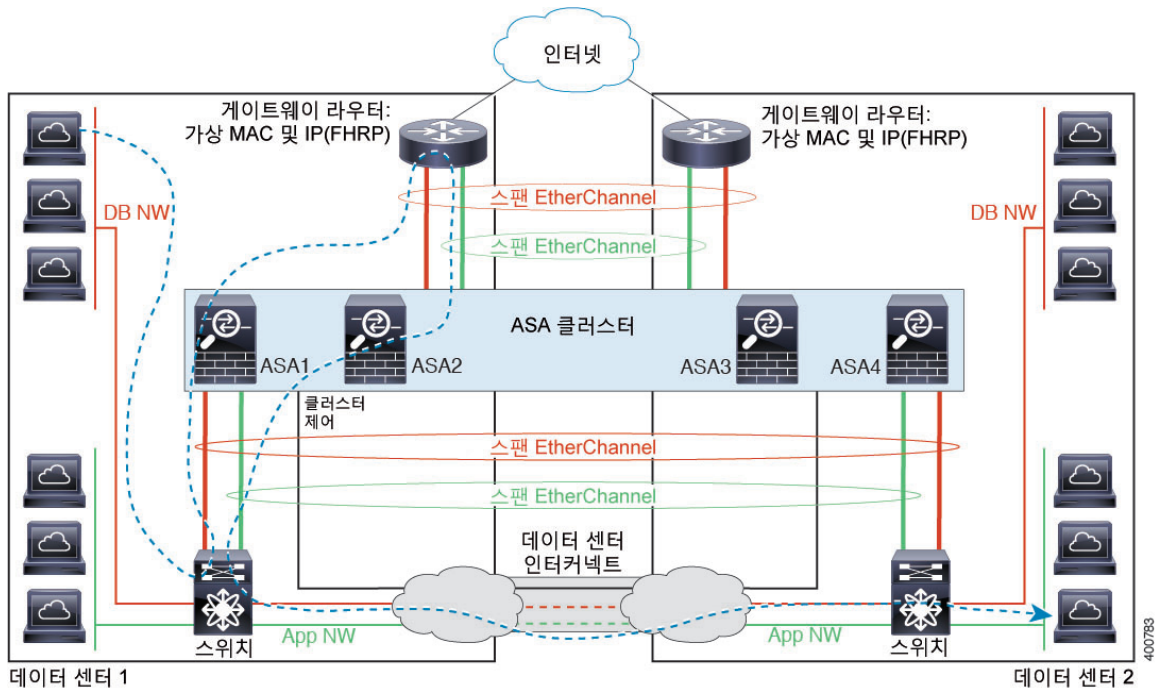 인터넷
게이트웨이 라우터:
가상 MAC 및 IP(FHRP)
게이트웨이 라우터:
가상 MAC 및 IP(FHRP)
DB NW
스팬 EtherChannel
DB NW
스팬 EtherChannel
ASA 클러스터
ASA1
ASA2
ASA3
ASA4
클러스터
제어
스팬 EtherChannel
스팬 EtherChannel
데이터 센터
인터커넥트
App NW
App NW
스위치
스위치
데이터 센터 1
데이터 센터 2
400783